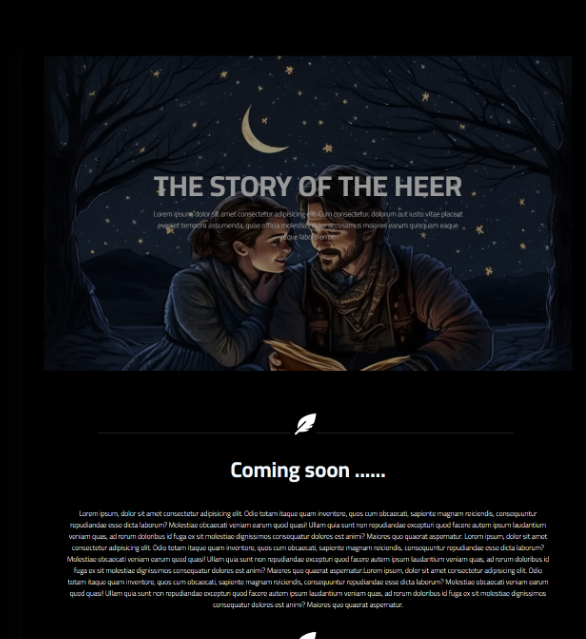 THE STORY OF THE HEER
Lorem ipsum dolor sit amet consectetur adipisicing elit. Cum consectetur, dolorum aut iusto vitae placeat
eveniet tempora assumenda, quae officia molestiae accusamus maiores earum quisquam eaque
labore error.
Coming soon ......
Lorem ipsum, dolor sit amet consectetur adipisicing elit. Odio totam itaque quam inventore, quos cum obcaecati, sapiente magnam reiciendis, consequuntur
repudiandae esse dicta laborum? Molestiae obcaecati veniam earum quod quasi! Ullam quia sunt non repudiandae excepturi quod facere autem ipsum laudantium
veniam quas, ad rerum doloribus id fuga ex sit molestiae dignissimos consequatur dolores est animi? Maiores quo quaerat aspernatur. Lorem ipsum, dolor sit amet
consectetur adipisicing elit. Odio totam itaque quam inventore, quos cum obcaecati, sapiente magnam reiciendis, consequuntur repudiandae esse dicta laborum?
Molestiae obcaecati veniam earum quod quasi! Ullam quia sunt non repudiandae excepturi quod facere autem ipsum laudantium veniam quas, ad rerum doloribus id
fuga ex sit molestiae dignissimos consequatur dolores est animi? Maiores quo quaerat aspernatur.Lorem ipsum, dolor sit amet consectetur adipisicing elit. Odio
totam itaque quam inventore, quos cum obcaecati, sapiente magnam reiciendis, consequuntur repudiandae esse dicta laborum? Molestiae obcaecati veniam earum
quod quasi! Ullam quia sunt non repudiandae excepturi quod facere autem ipsum laudantium veniam quas, ad rerum doloribus id fuga ex sit molestiae dignissimos
consequatur dolores est animi? Maiores quo quaerat aspernatur.